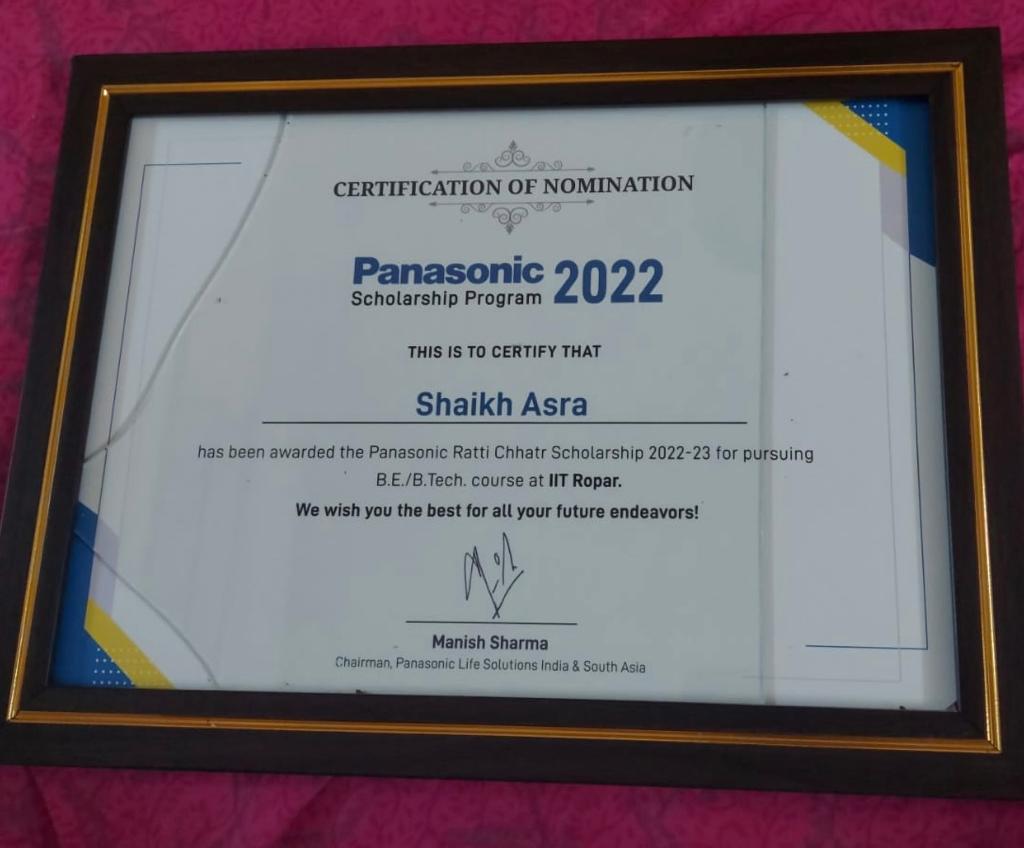 CERTIFICATION OF NOMINATION
Panasonic
Scholarship Program 2022
THIS IS TO CERTIFY THAT
Shaikh Asra
has been awarded the Panasonic Ratti Chhatr Scholarship 2022-23 for pursuing
B.E./B.Tech. course at IIT Ropar.
We wish you the best for all your future endeavors!
Manish Sharma
Chairman, Panasonic Life Solutions India & South Asia